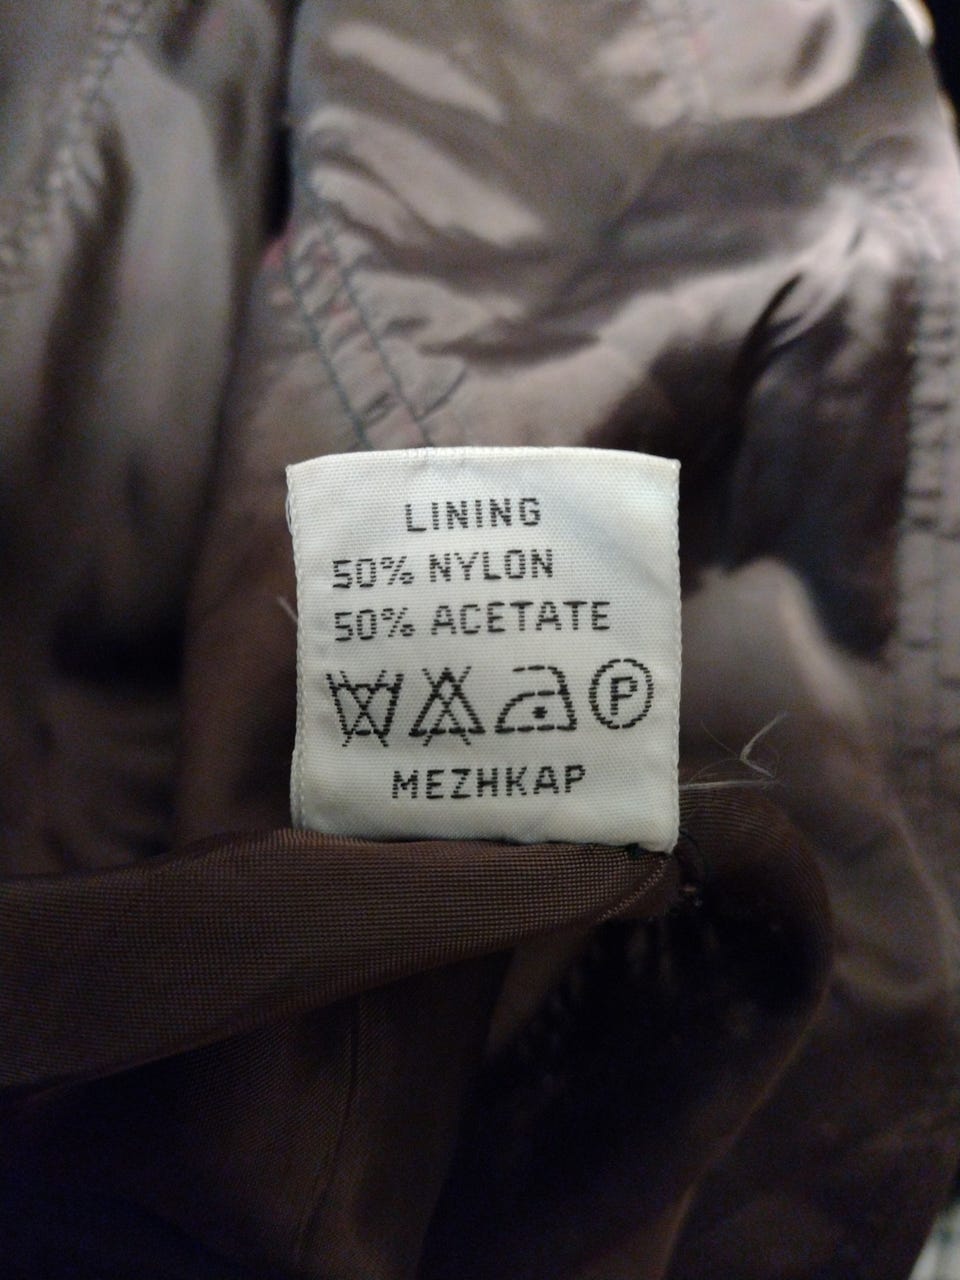 LINING
50% NYLON
50% ACETATE
P
MEZHKAP